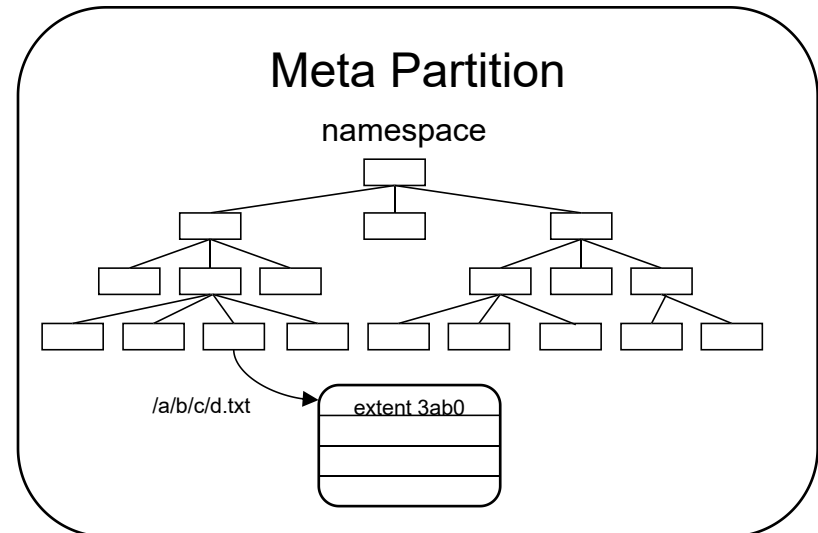 Meta Partition
namespace
/a/b/c/d.txt
extent 3ab0